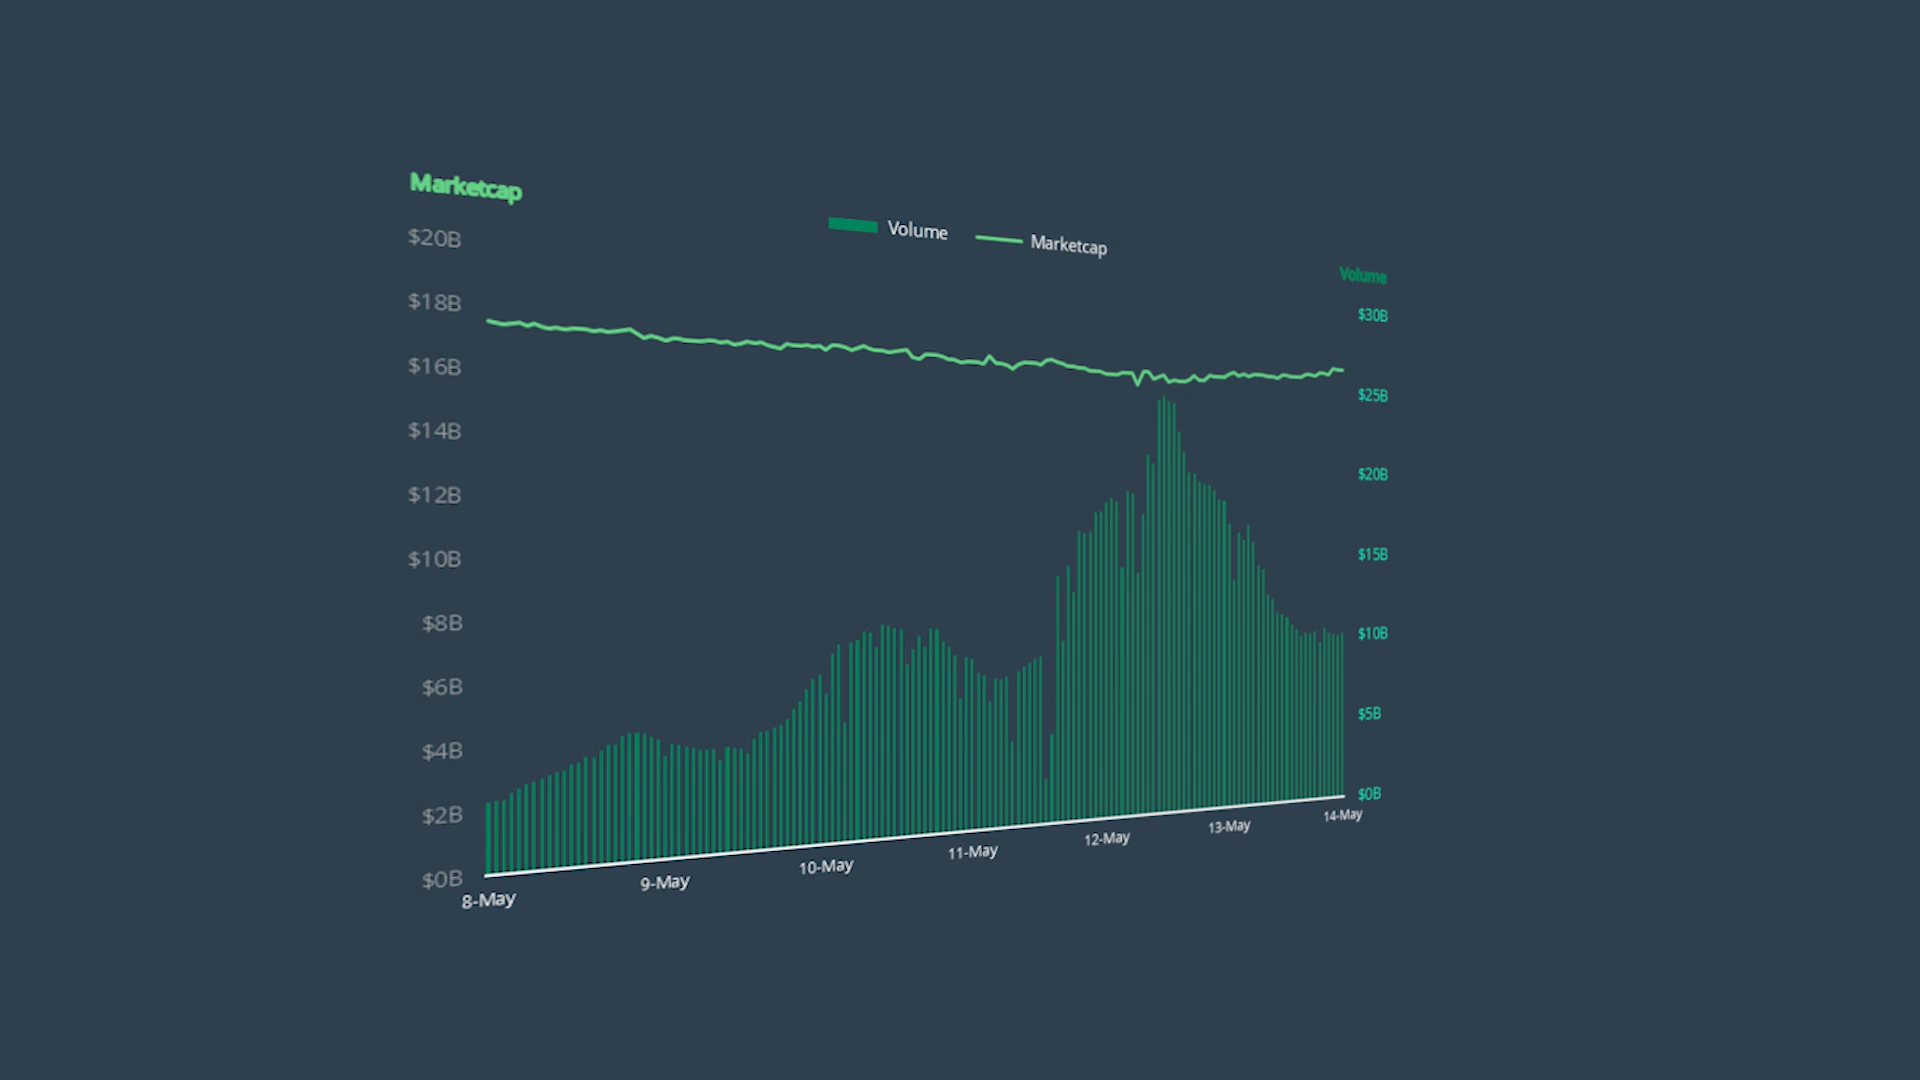 Marketcap
Volume
Marketcap
Volume
$20B
$18B
$16B
$14B
$12B
$10B
$8B
$6B
$4B
$2B
$0B
$30B
$25B
$20B
$15B
$10B
$5B
$0B
8-May
9-May
10-May
11-May
12-May
13-May
14-May